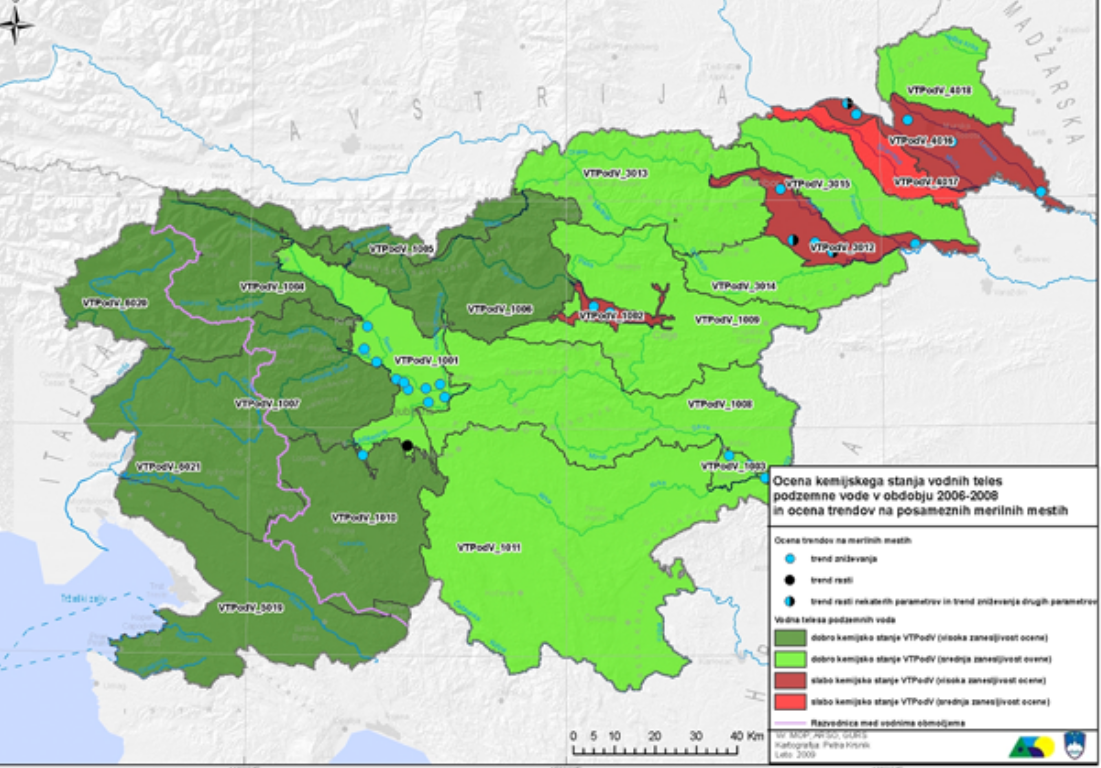 MADŽARSKA
AVSTRIJA
VTPodV_4018
VTPodV_4016
VTPodV_3013
VTPodV_3015
VTPodV_4017
VTPodV_3012
VTPodV_1005
VTPodV_1004
VTPodV_3014
VTPodV_6020
VTPodV_1006
VTPodV_1002
VTPodV_1009
ITALIJA
VTPodV_1001
VTPodV_1007
VTPodV_1008
Ljubljana
VTPodV_6021
VTPodV_1003
VTPodV_1010
VTPodV_1011
Tržaški zaliv
VTPodV_5019
Ocena kemijskega stanja vodnih teles
podzemne vode v obdobju 2006-2008
in ocena trendov na posameznih merilnih mestih
Ocena trendov na merilnih mestih
trend zniževanja
trend rasti
trend rasti nekaterih parametrov in trend zniževanja drugih parametrov
Vodna telesa podzemnih voda
dobro kemijsko stanje VTPodV (visoka zanesljivost ocene)
dobro kemijsko stanje VTPodV (srednja zanesljivost ovene)
slabo kemijsko stanje VTPodV (visoka zanesljivost ocene)
slabo kemijsko stanje VTPodV (srednja zanesljivost ocene)
Razvodnica med vodnima območjema
0 5 10 20 30 40 Km
Vir: MOP, ARSO, GURS
Kartografija: Petra Krsnik
Leto: 2009